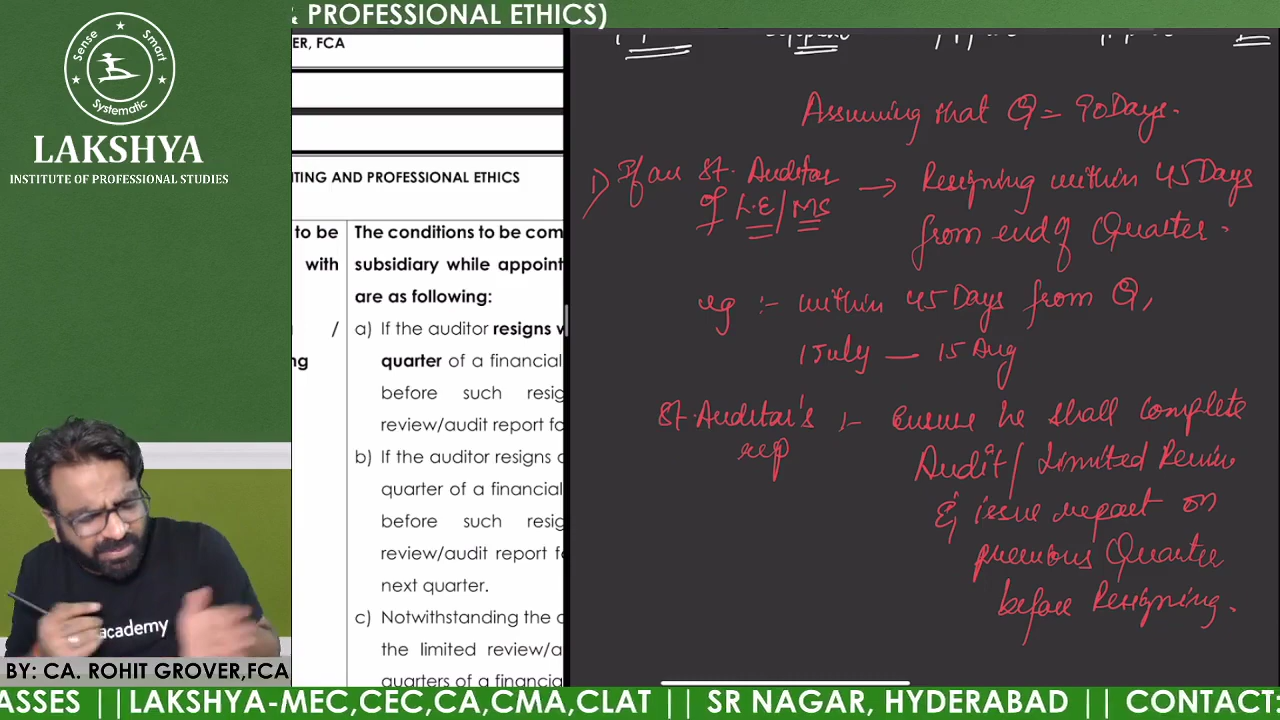 & PROFESSIONAL ETHICS)
Sense
Smart
Systematic
LAKSHYA
INSTITUTE OF PROFESSIONAL STUDIES
ER, FCA
NTING AND PROFESSIONAL ETHICS
to be
with
/
ng
The conditions to be com
subsidiary while appoint
are as following:
a) If the auditor resigns w
quarter of a financial
before such resig
review/audit report fo
b) If the auditor resigns a
quarter of a financial
before such resig
review/audit report fo
next quarter.
c) Notwithstanding the a
the limited review/a
quarters of a financia
Assuming that Q = 90 Days.
1) If an St. Auditor
of L.E/MS
→ Resigning within 45 Days
from end of Quarter.
eg :- within 45 Days from Q,
1 July — 15 Aug
St. Auditor's :- Ensure he shall complete
Audit/ Limited Review
& issue report on
previous Quarter
before Resigning.
academy
BY: CA. ROHIT GROVER,FCA
ASSES || LAKSHYA-MEC,CEC,CA,CMA,CLAT || SR NAGAR, HYDERABAD || CONTACT: